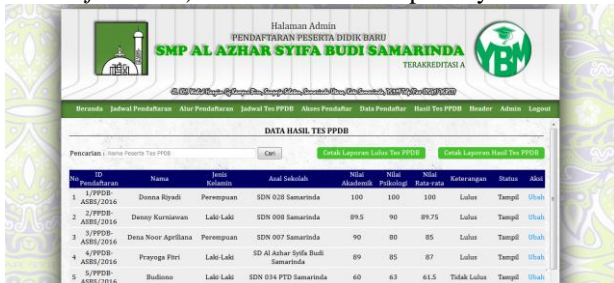 Halaman Admin
PENDAFTARAN PESERTA DIDIK BARU
SMP AL AZHAR SYIFA BUDI SAMARINDA
TERAKREDITASI A
YBM
Beranda Jadwal Pendaftaran Alur Pendaftaran Jadwal Tes PPDB Akses Pendaftar Data Pendaftar Hasil Tes PPDB Header Admin Logout
DATA HASIL TES PPDB
Pencarian : Nama Peserta Tes PPDB Cari Cetak Laporan Lulus Tes PPDB Cetak Laporan Hasil Tes PPDB
No ID Pendaftaran Nama Jenis Kelamin Asal Sekolah Nilai Akademik Nilai Psikologi Nilai Rata-rata Keterangan Status Aksi
1 1/PPDB-ASBS/2016 Donna Riyadi Perempuan SDN 028 Samarinda 100 100 100 Lulus Tampil Ubah
2 2/PPDB-ASBS/2016 Denny Kurniawan Laki-Laki SDN 008 Samarinda 89.5 90 89.75 Lulus Tampil Ubah
3 3/PPDB-ASBS/2016 Dena Noor Apriliana Perempuan SDN 007 Samarinda 90 80 85 Lulus Tampil Ubah
4 4/PPDB-ASBS/2016 Prayoga Fitri Laki-Laki SD Al Azhar Syifa Budi Samarinda 89 85 87 Lulus Tampil Ubah
5 5/PPDB-ASBS/2016 Budiono Laki-Laki SDN 034 PTD Samarinda 60 63 61.5 Tidak Lulus Tampil Ubah